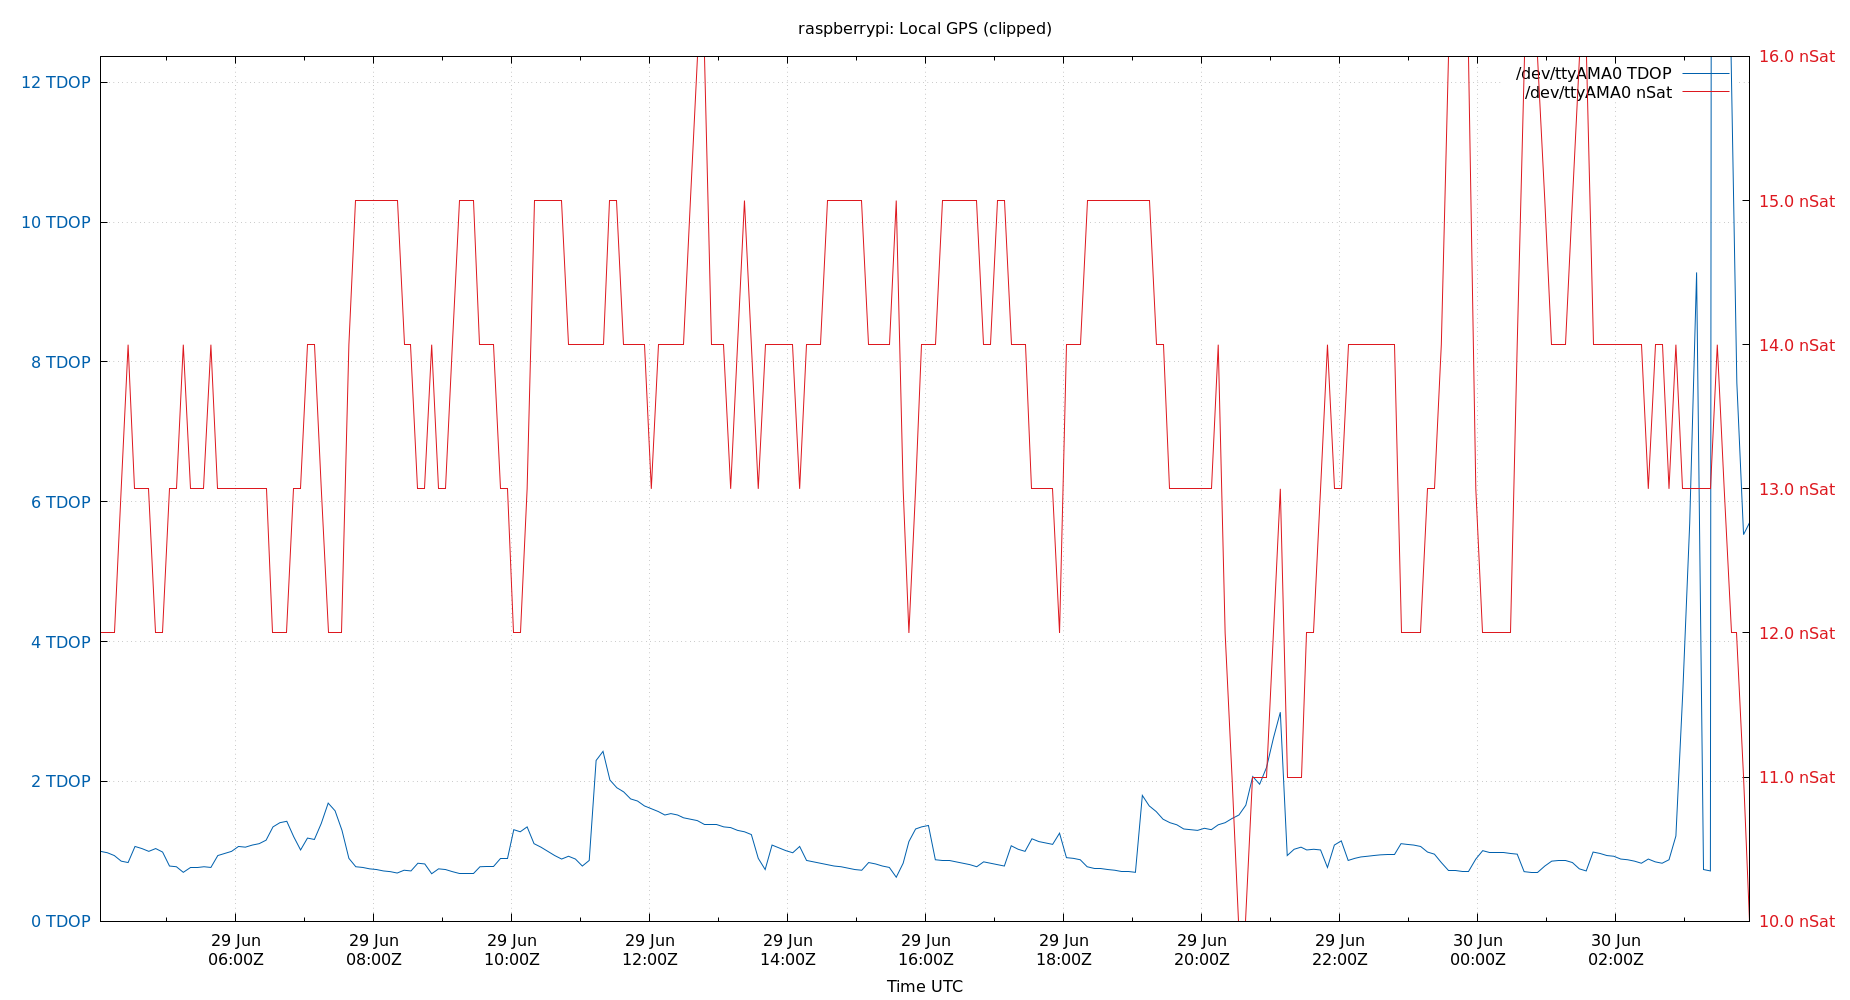 raspberrypi: Local GPS (clipped)
/dev/ttyAMA0 TDOP
/dev/ttyAMA0 nSat
12 TDOP
10 TDOP
8 TDOP
6 TDOP
4 TDOP
2 TDOP
0 TDOP
16.0 nSat
15.0 nSat
14.0 nSat
13.0 nSat
12.0 nSat
11.0 nSat
10.0 nSat
29 Jun
06:00Z
29 Jun
08:00Z
29 Jun
10:00Z
29 Jun
12:00Z
29 Jun
14:00Z
29 Jun
16:00Z
29 Jun
18:00Z
29 Jun
20:00Z
29 Jun
22:00Z
30 Jun
00:00Z
30 Jun
02:00Z
Time UTC